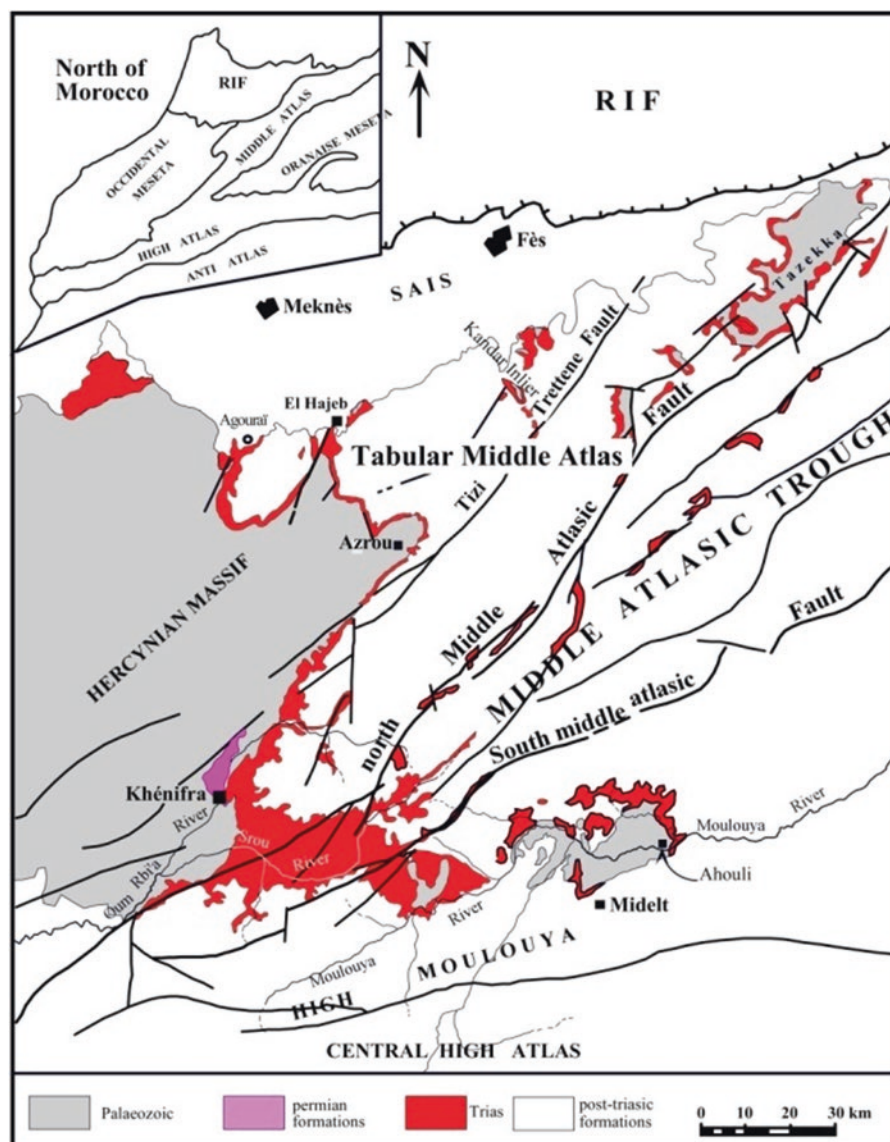 North of
Morocco
RIF
OCCIDENTAL
MESETA
MIDDLE ATLAS
ORANAISE MESETA
HIGH ATLAS
ANTI ATLAS
N
RIF
Fès
SAIS
Meknès
Tazekka
Kandar Inlier
Tizi Trettene Fault
El Hajeb
Agouraï
Tabular Middle Atlas
Azrou
HERCYNIAN MASSIF
north Middle Atlasic Fault
MIDDLE ATLASIC TROUGH
South middle atlasic Fault
Khénifra
Oum Rbi'a River
Srou River
Moulouya River
Ahouli
Midelt
Moulouya River
HIGH MOULOUYA
CENTRAL HIGH ATLAS
Palaeozoic
permian
formations
Trias
post-triasic
formations
0 10 20 30 km